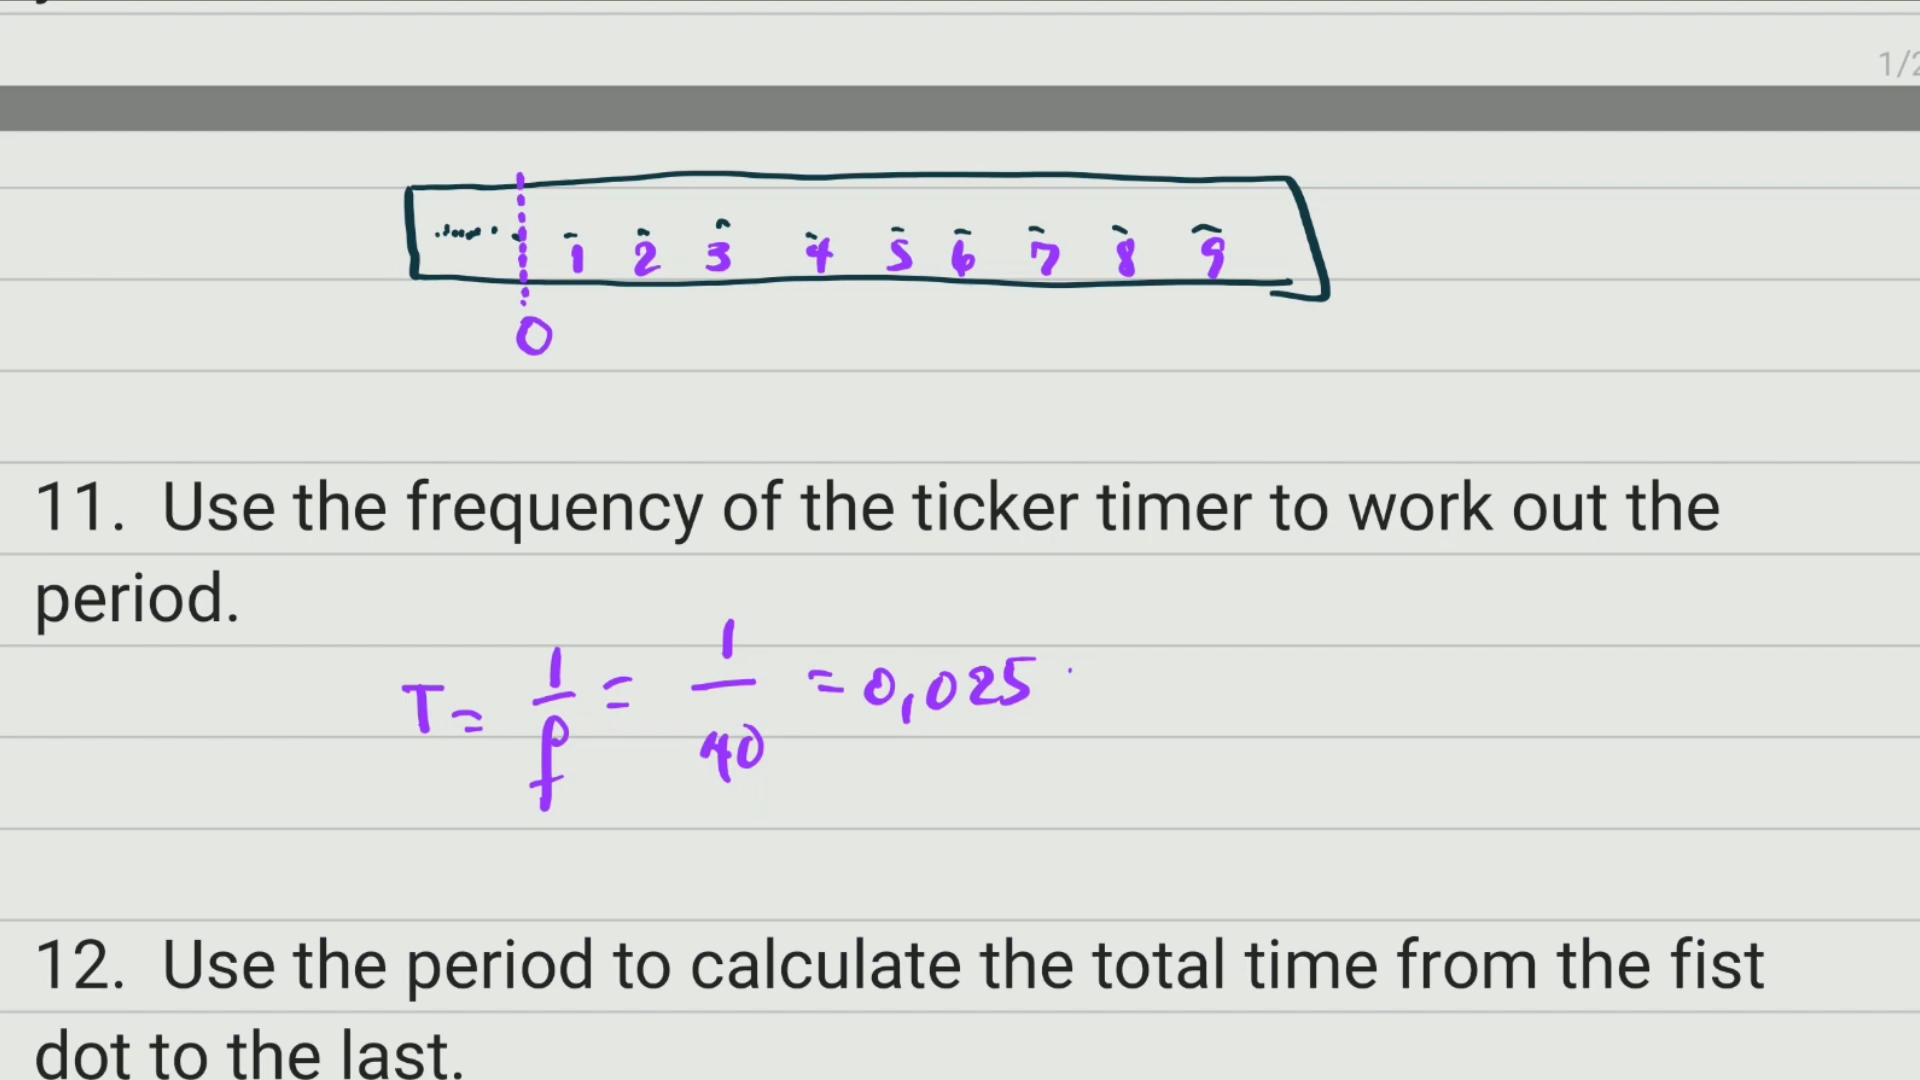 1/2
1 2 3 4 5 6 7 8 9
0
11. Use the frequency of the ticker timer to work out the
period.
T = 1/f = 1/40 = 0,025
12. Use the period to calculate the total time from the fist
dot to the last.